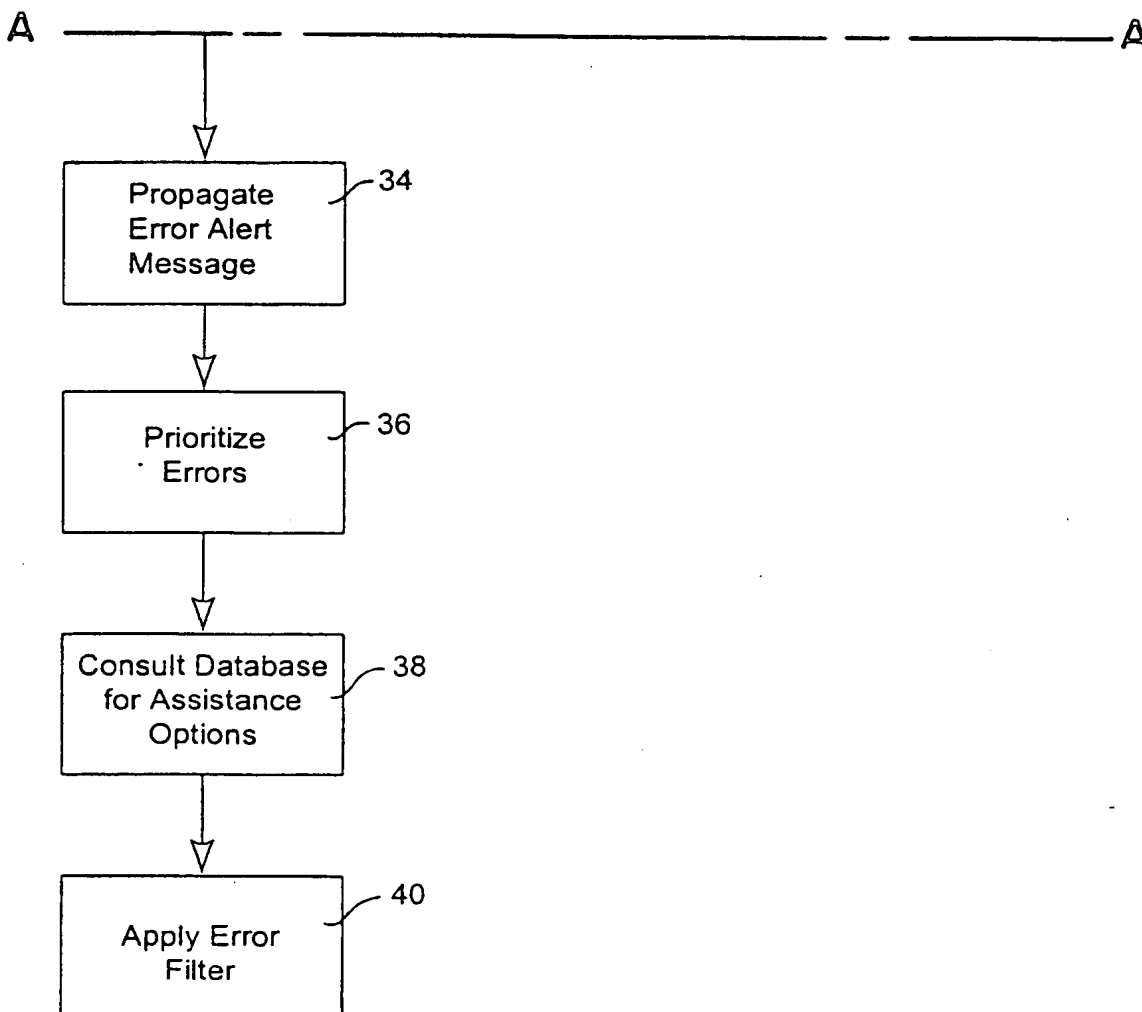 A A
Propagate
Error Alert
Message
34
Prioritize
Errors
36
Consult Database
for Assistance
Options
38
Apply Error
Filter
40